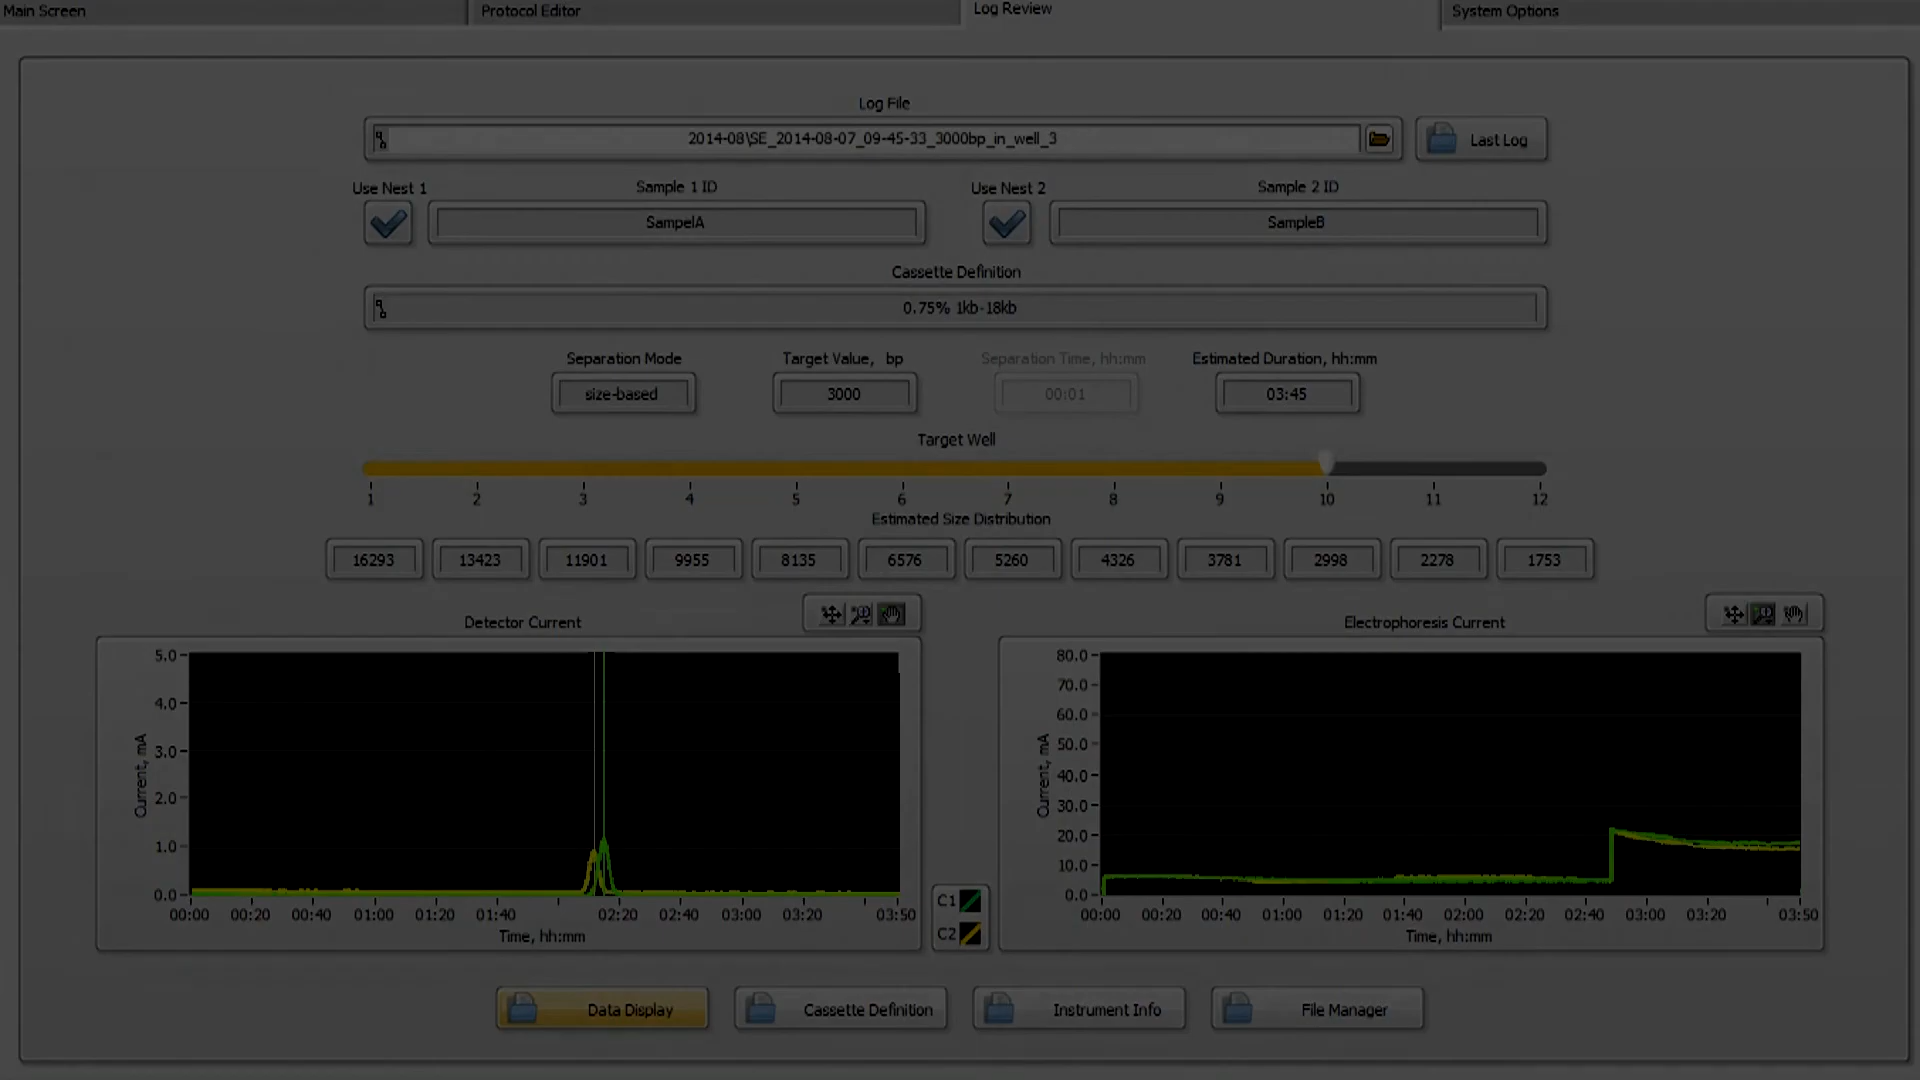 Main Screen
Protocol Editor
Log Review
System Options
Log File
2014-08\SE_2014-08-07_09-45-33_3000bp_in_well_3
Last Log
Use Nest 1
Sample 1 ID
Use Nest 2
Sample 2 ID
SampelA
SampleB
Cassette Definition
0.75% 1kb-18kb
Separation Mode
Target Value, bp
Separation Time, hh:mm
Estimated Duration, hh:mm
size-based
3000
00:01
03:45
Target Well
1 2 3 4 5 6 7 8 9 10 11 12
Estimated Size Distribution
16293 13423 11901 9955 8135 6576 5260 4326 3781 2998 2278 1753
Detector Current
5.0
4.0
3.0
2.0
1.0
0.0
Current, mA
00:00 00:20 00:40 01:00 01:20 01:40 02:20 02:40 03:00 03:20 03:50
Time, hh:mm
C1
C2
Electrophoresis Current
80.0
70.0
60.0
50.0
40.0
30.0
20.0
10.0
0.0
Current, mA
00:00 00:20 00:40 01:00 01:20 01:40 02:00 02:20 02:40 03:00 03:20 03:50
Time, hh:mm
Data Display
Cassette Definition
Instrument Info
File Manager